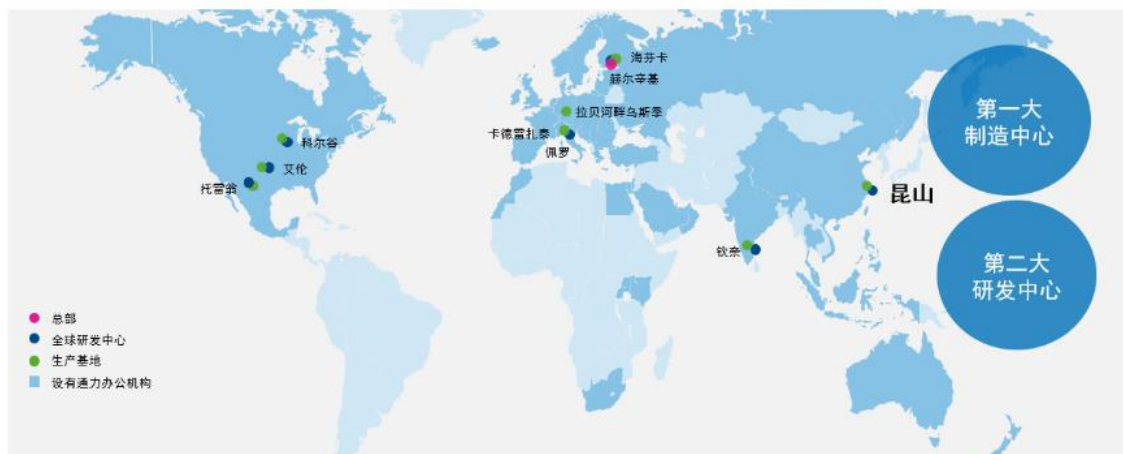 海芬卡
赫尔辛基
拉贝河畔乌斯季
卡德雷扎泰
佩罗
科尔谷
艾伦
托雷翁
昆山
钦奈
第一大
制造中心
第二大
研发中心
总部
全球研发中心
生产基地
设有通力办公机构